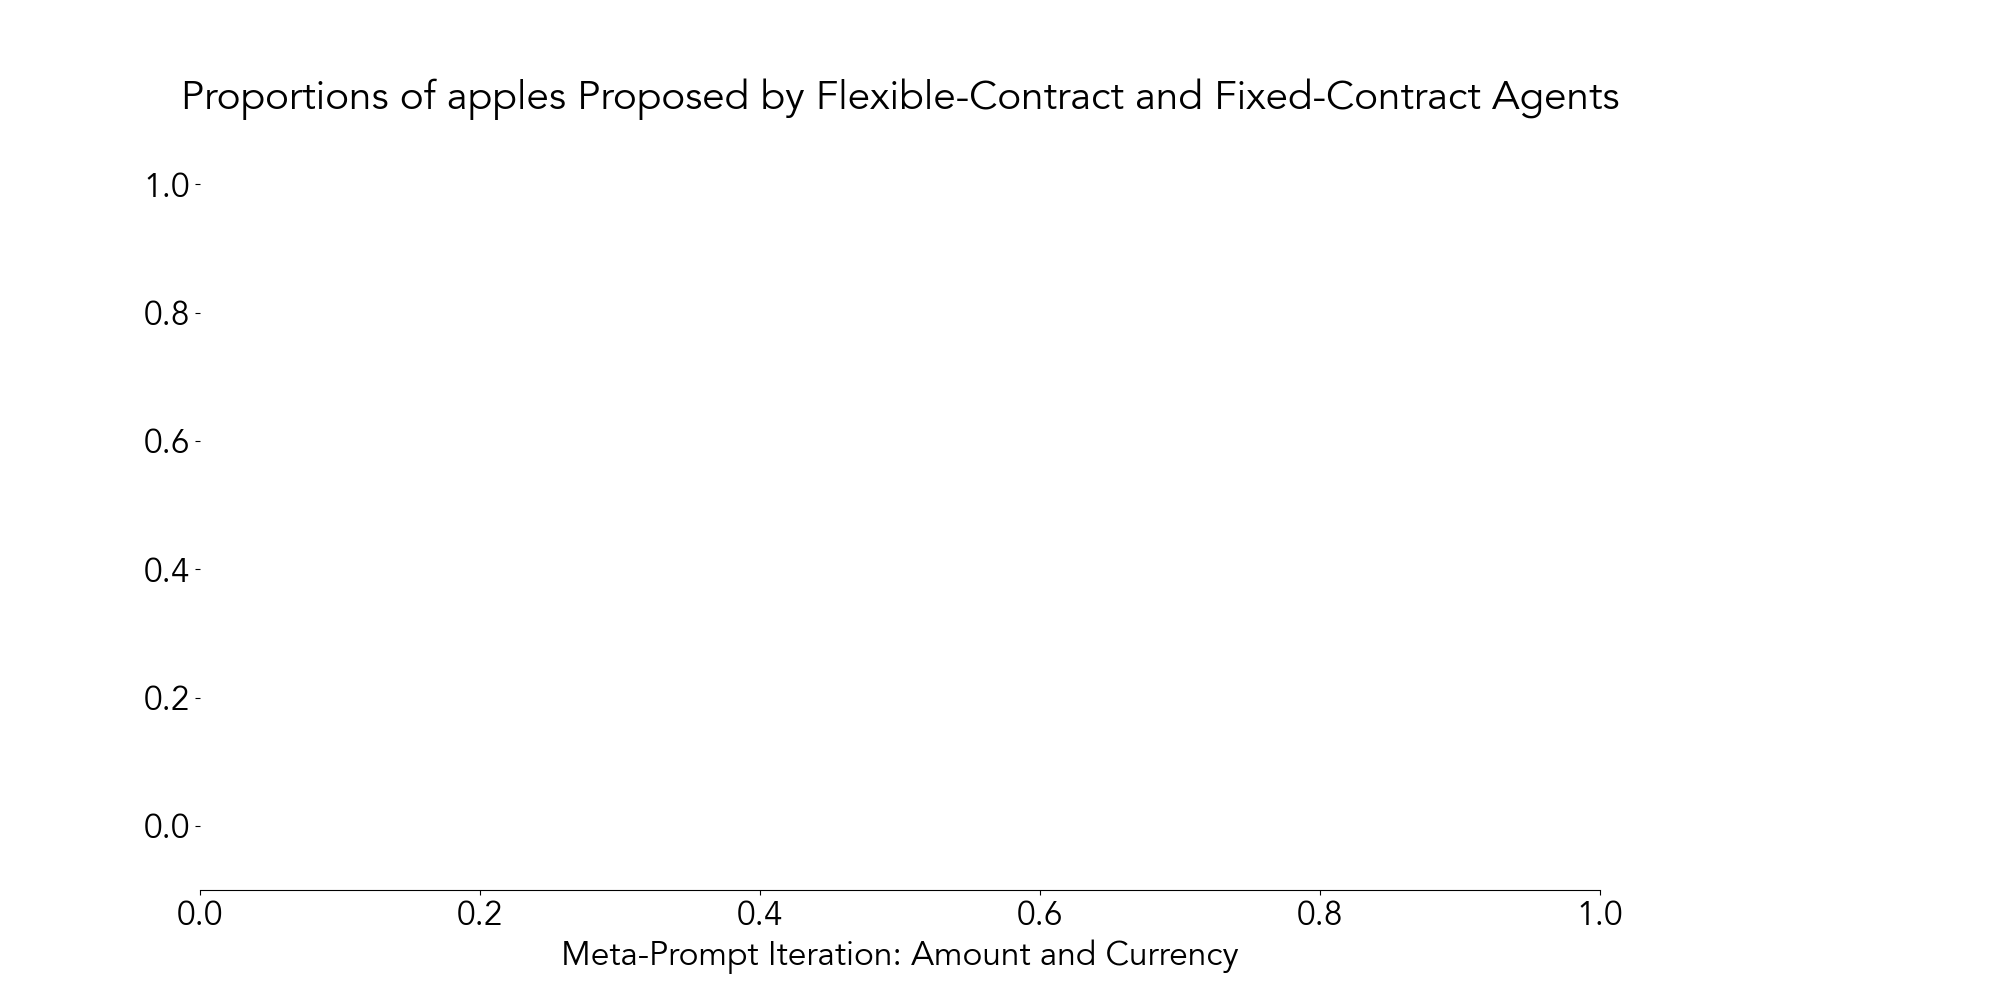 Proportions of apples Proposed by Flexible-Contract and Fixed-Contract Agents
1.0
0.8
0.6
0.4
0.2
0.0
0.0 0.2 0.4 0.6 0.8 1.0
Meta-Prompt Iteration: Amount and Currency